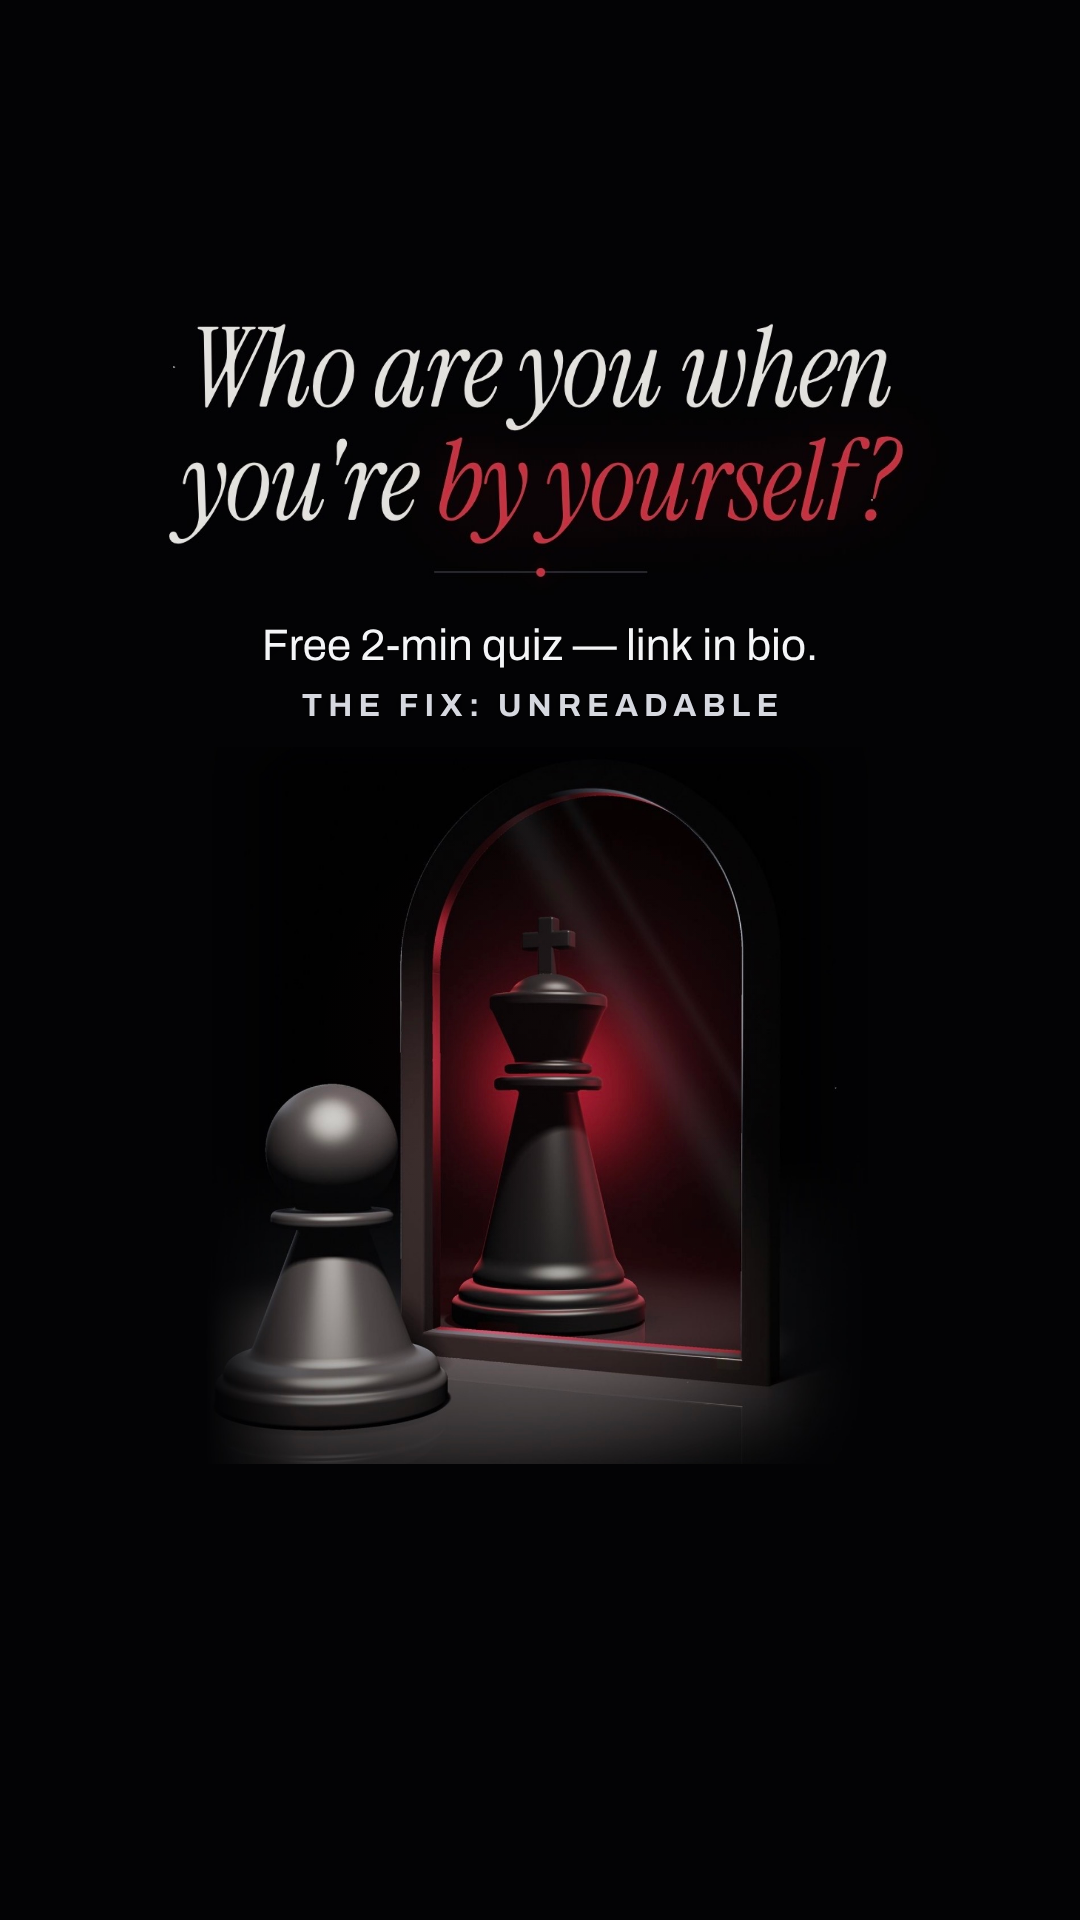 Who are you when
you're by yourself?
Free 2-min quiz — link in bio.
THE FIX: UNREADABLE